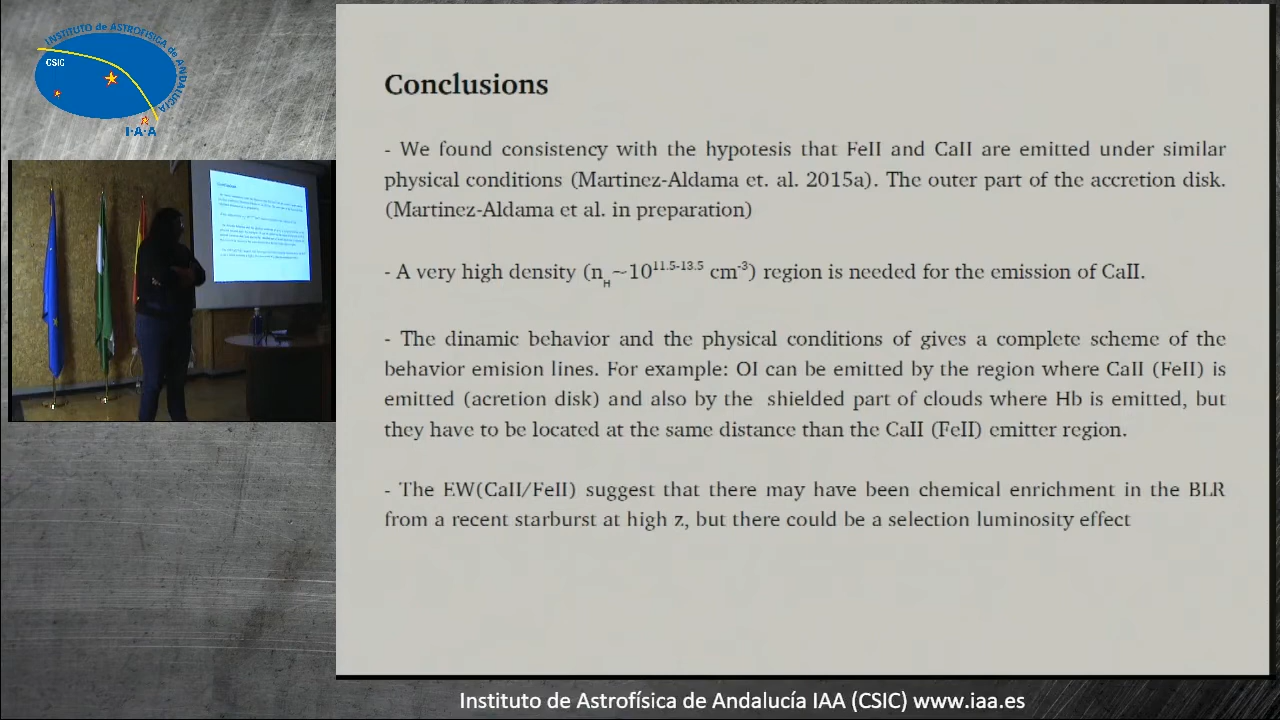 INSTITUTO de ASTROFÍSICA de ANDALUCÍA
CSIC
I·A·A
Conclusions
- We found consistency with the hypotesis that FeII and CaII are emitted under similar
physical conditions (Martinez-Aldama et. al. 2015a). The outer part of the accretion disk.
(Martinez-Aldama et al. in preparation)
- A very high density (nH~10^11.5-13.5 cm^-3) region is needed for the emission of CaII.
- The dinamic behavior and the physical conditions of gives a complete scheme of the
behavior emision lines. For example: OI can be emitted by the region where CaII (FeII) is
emitted (acretion disk) and also by the shielded part of clouds where Hb is emitted, but
they have to be located at the same distance than the CaII (FeII) emitter region.
- The EW(CaII/FeII) suggest that there may have been chemical enrichment in the BLR
from a recent starburst at high z, but there could be a selection luminosity effect
Instituto de Astrofísica de Andalucía IAA (CSIC) www.iaa.es